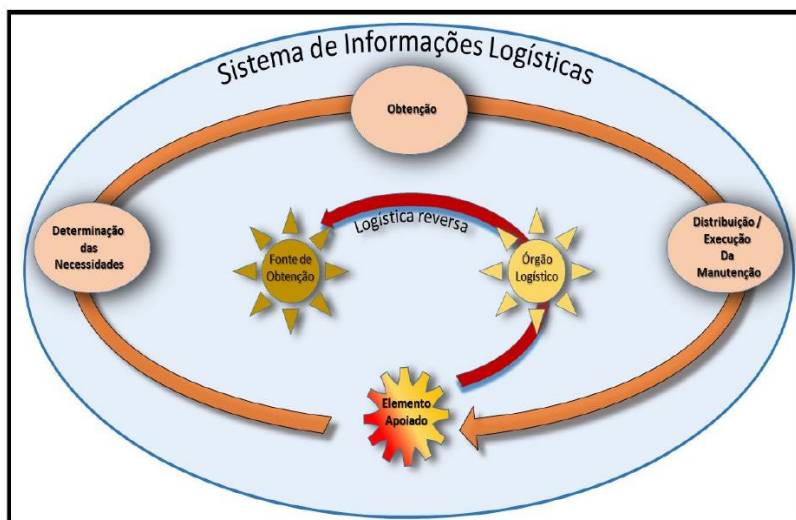 Sistema de Informações Logísticas
Obtenção
Determinação
das
Necessidades
Logística reversa
Distribuição /
Execução
Da
Manutenção
Fonte de
Obtenção
Órgão
Logístico
Elemento
Apoiado